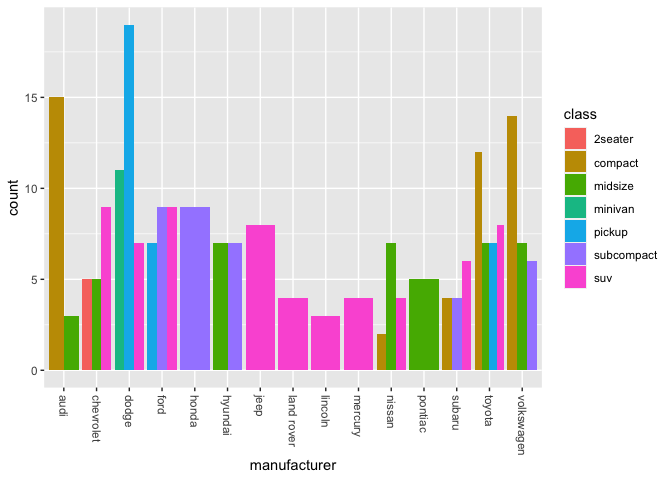 15
10
5
0
count
audi
chevrolet
dodge
ford
honda
hyundai
jeep
land rover
lincoln
mercury
nissan
pontiac
subaru
toyota
volkswagen
manufacturer
class
2seater
compact
midsize
minivan
pickup
subcompact
suv